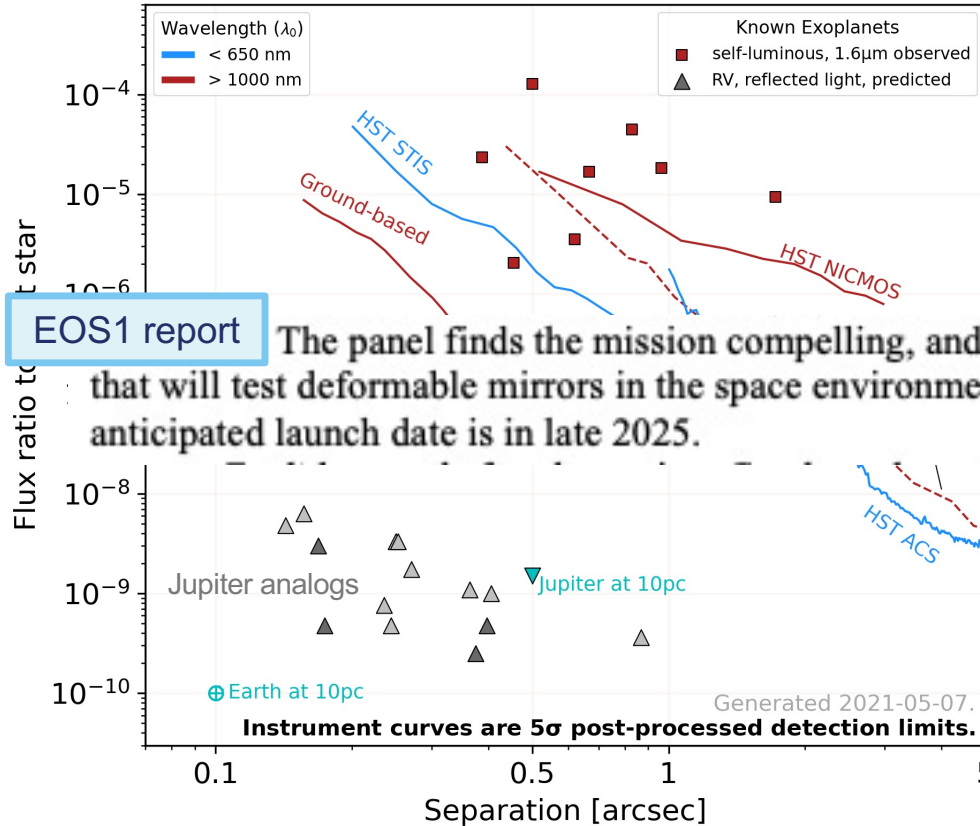 Wavelength (λ₀)
< 650 nm
> 1000 nm
Known Exoplanets
self-luminous, 1.6μm observed
RV, reflected light, predicted
10⁻⁴
HST STIS
10⁻⁵
Ground-based
HST NICMOS
Flux ratio to
star
EOS1 report
The panel finds the mission compelling, and
that will test deformable mirrors in the space environme
anticipated launch date is in late 2025.
10⁻⁸
HST ACS
10⁻⁹
Jupiter analogs
Jupiter at 10pc
10⁻¹⁰
Earth at 10pc
Generated 2021-05-07.
Instrument curves are 5σ post-processed detection limits.
0.1
0.5
1
Separation [arcsec]